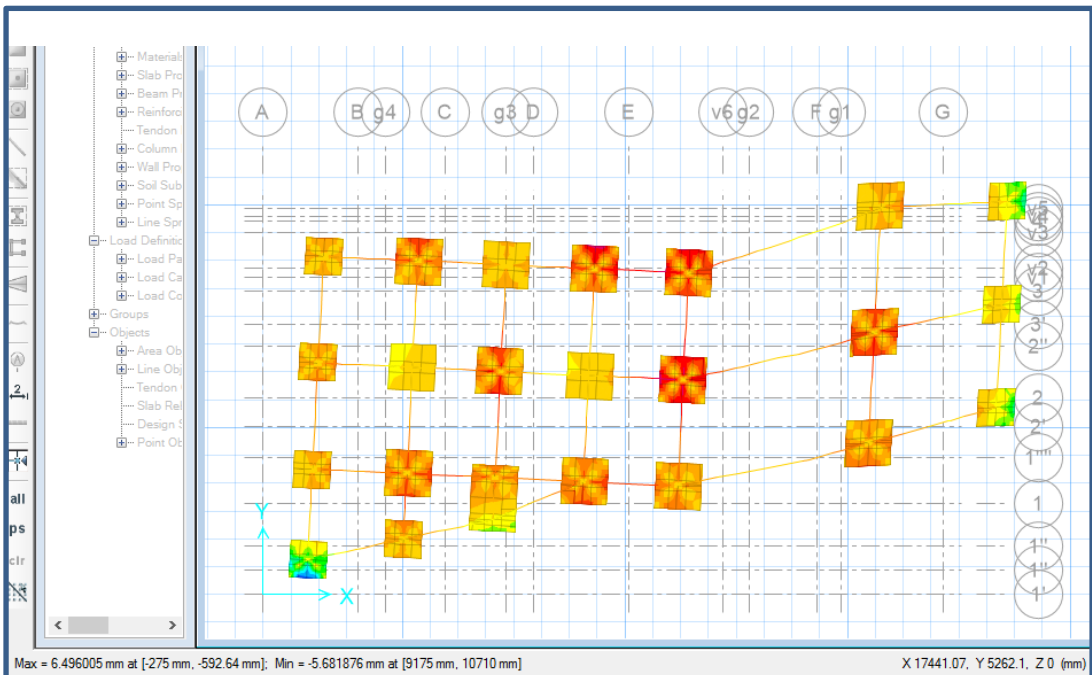 Materials
Slab Pro
Beam Pr
Reinforc
Tendon
Column
Wall Pro
Soil Sub
Point Sp
Line Spr
Load Definitic
Load Pa
Load Ca
Load Co
Groups
Objects
Area Ob
Line Obj
Tendon
Slab Rel
Design S
Point Ob
A
2
all
ps
clr
A B g4 C g3 D E v6 g2 F g1 G
v5
v3
3
3'
2"
2
2'
1""
1
1"
1"
1'
Y
X
Max = 6.496005 mm at [-275 mm, -592.64 mm]; Min = -5.681876 mm at [9175 mm, 10710 mm]
X 17441.07, Y 5262.1, Z 0 (mm)